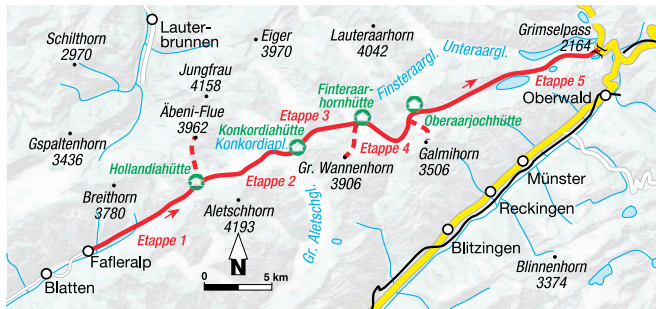 Schilthorn
2970
Lauter-
brunnen
Eiger
3970
Lauteraarhorn
4042
Grimselpass
2164
Jungfrau
4158
Finsteraargl.
Unteraargl.
Äbeni-Flue
3962
Finteraar-
hornhütte
Etappe 5
Oberwald
Etappe 3
Konkordiahütte
Konkordiapl.
Oberaarjochhütte
Gspaltenhorn
3436
Hollandiahütte
Etappe 4
Galmihorn
3506
Gr. Wannenhorn
3906
Etappe 2
Münster
Breithorn
3780
Reckingen
Aletschhorn
4193
Gr. Aletschgl.
Etappe 1
Blitzingen
Fafleralp
N
Blinnenhorn
3374
Blatten
0 5 km